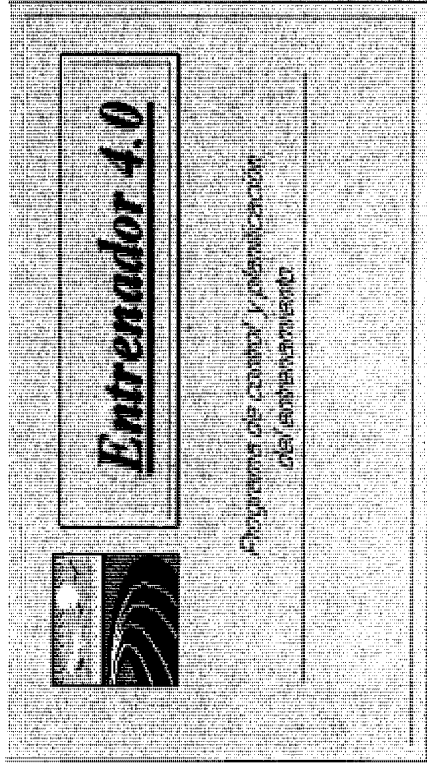 Entrenador 4.0
Programa de control y planificación
del entrenamiento